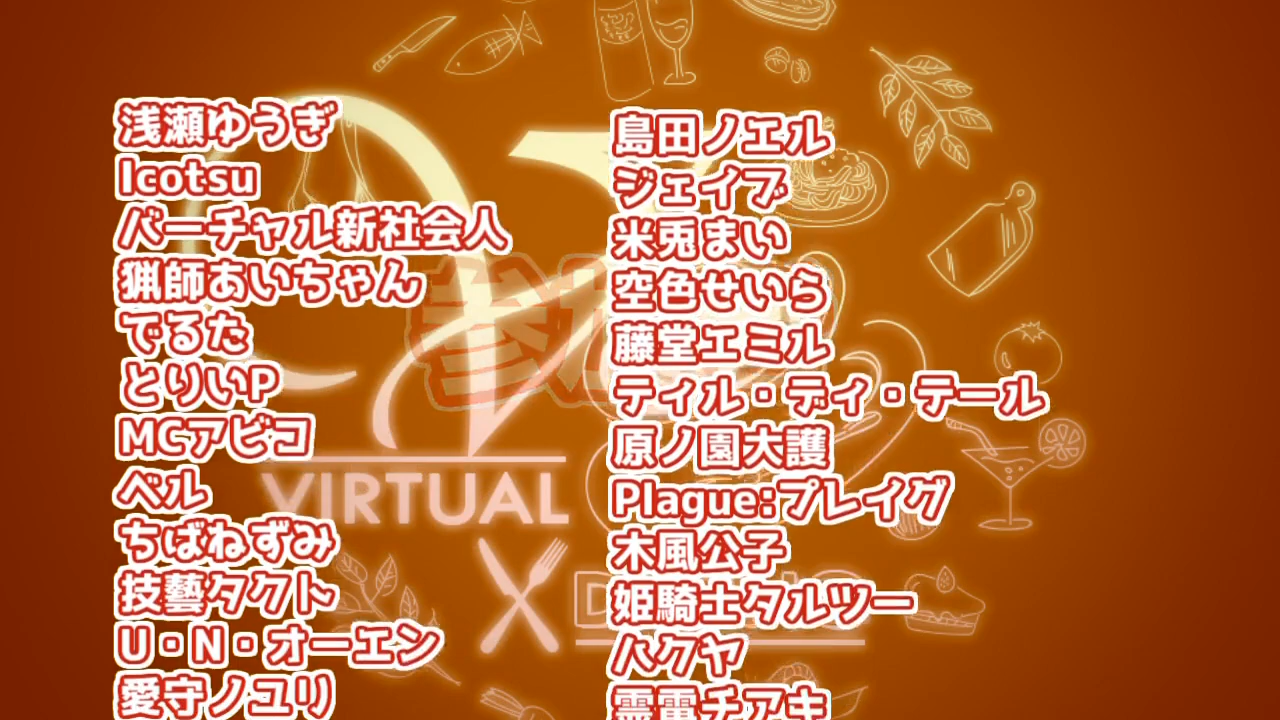 浅瀬ゆうぎ
Icotsu
バーチャル新社会人
猟師あいちゃん
でるた
とりいP
MCアビコ
ベル
ちばねずみ
技藝タクト
U・N・オーエン
愛守ノユリ
島田ノエル
ジェイブ
米兎まい
空色せいら
藤堂エミル
ティル・ディ・テール
原ノ園大護
Plague:プレイグ
木風公子
姫騎士タルツー
ハクヤ
霊電チアキ
VIRTUAL